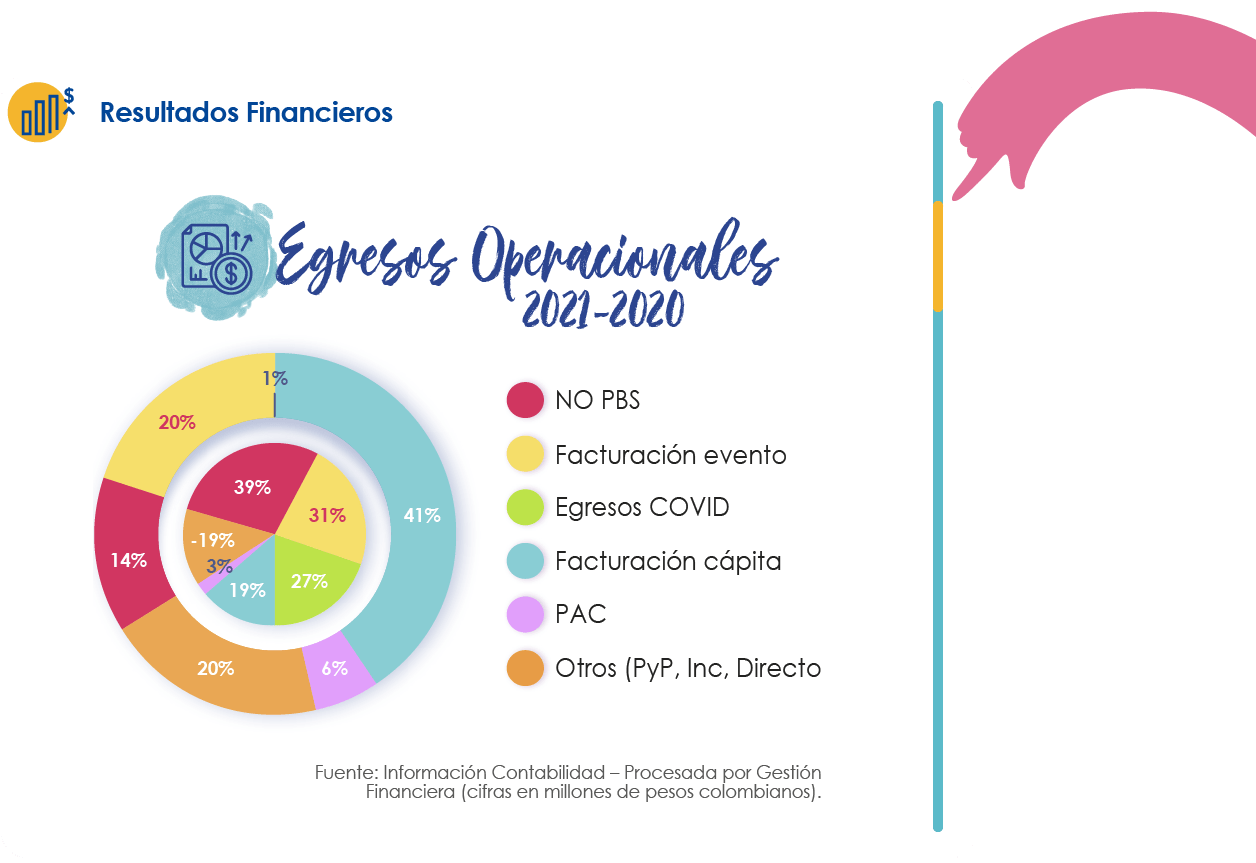 $
Resultados Financieros
$
Egresos Operacionales
2021-2020
1%
20%
41%
14%
20%
6%
39%
31%
-19%
3%
19%
27%
NO PBS
Facturación evento
Egresos COVID
Facturación cápita
PAC
Otros (PyP, Inc, Directo
Fuente: Información Contabilidad – Procesada por Gestión
Financiera (cifras en millones de pesos colombianos).